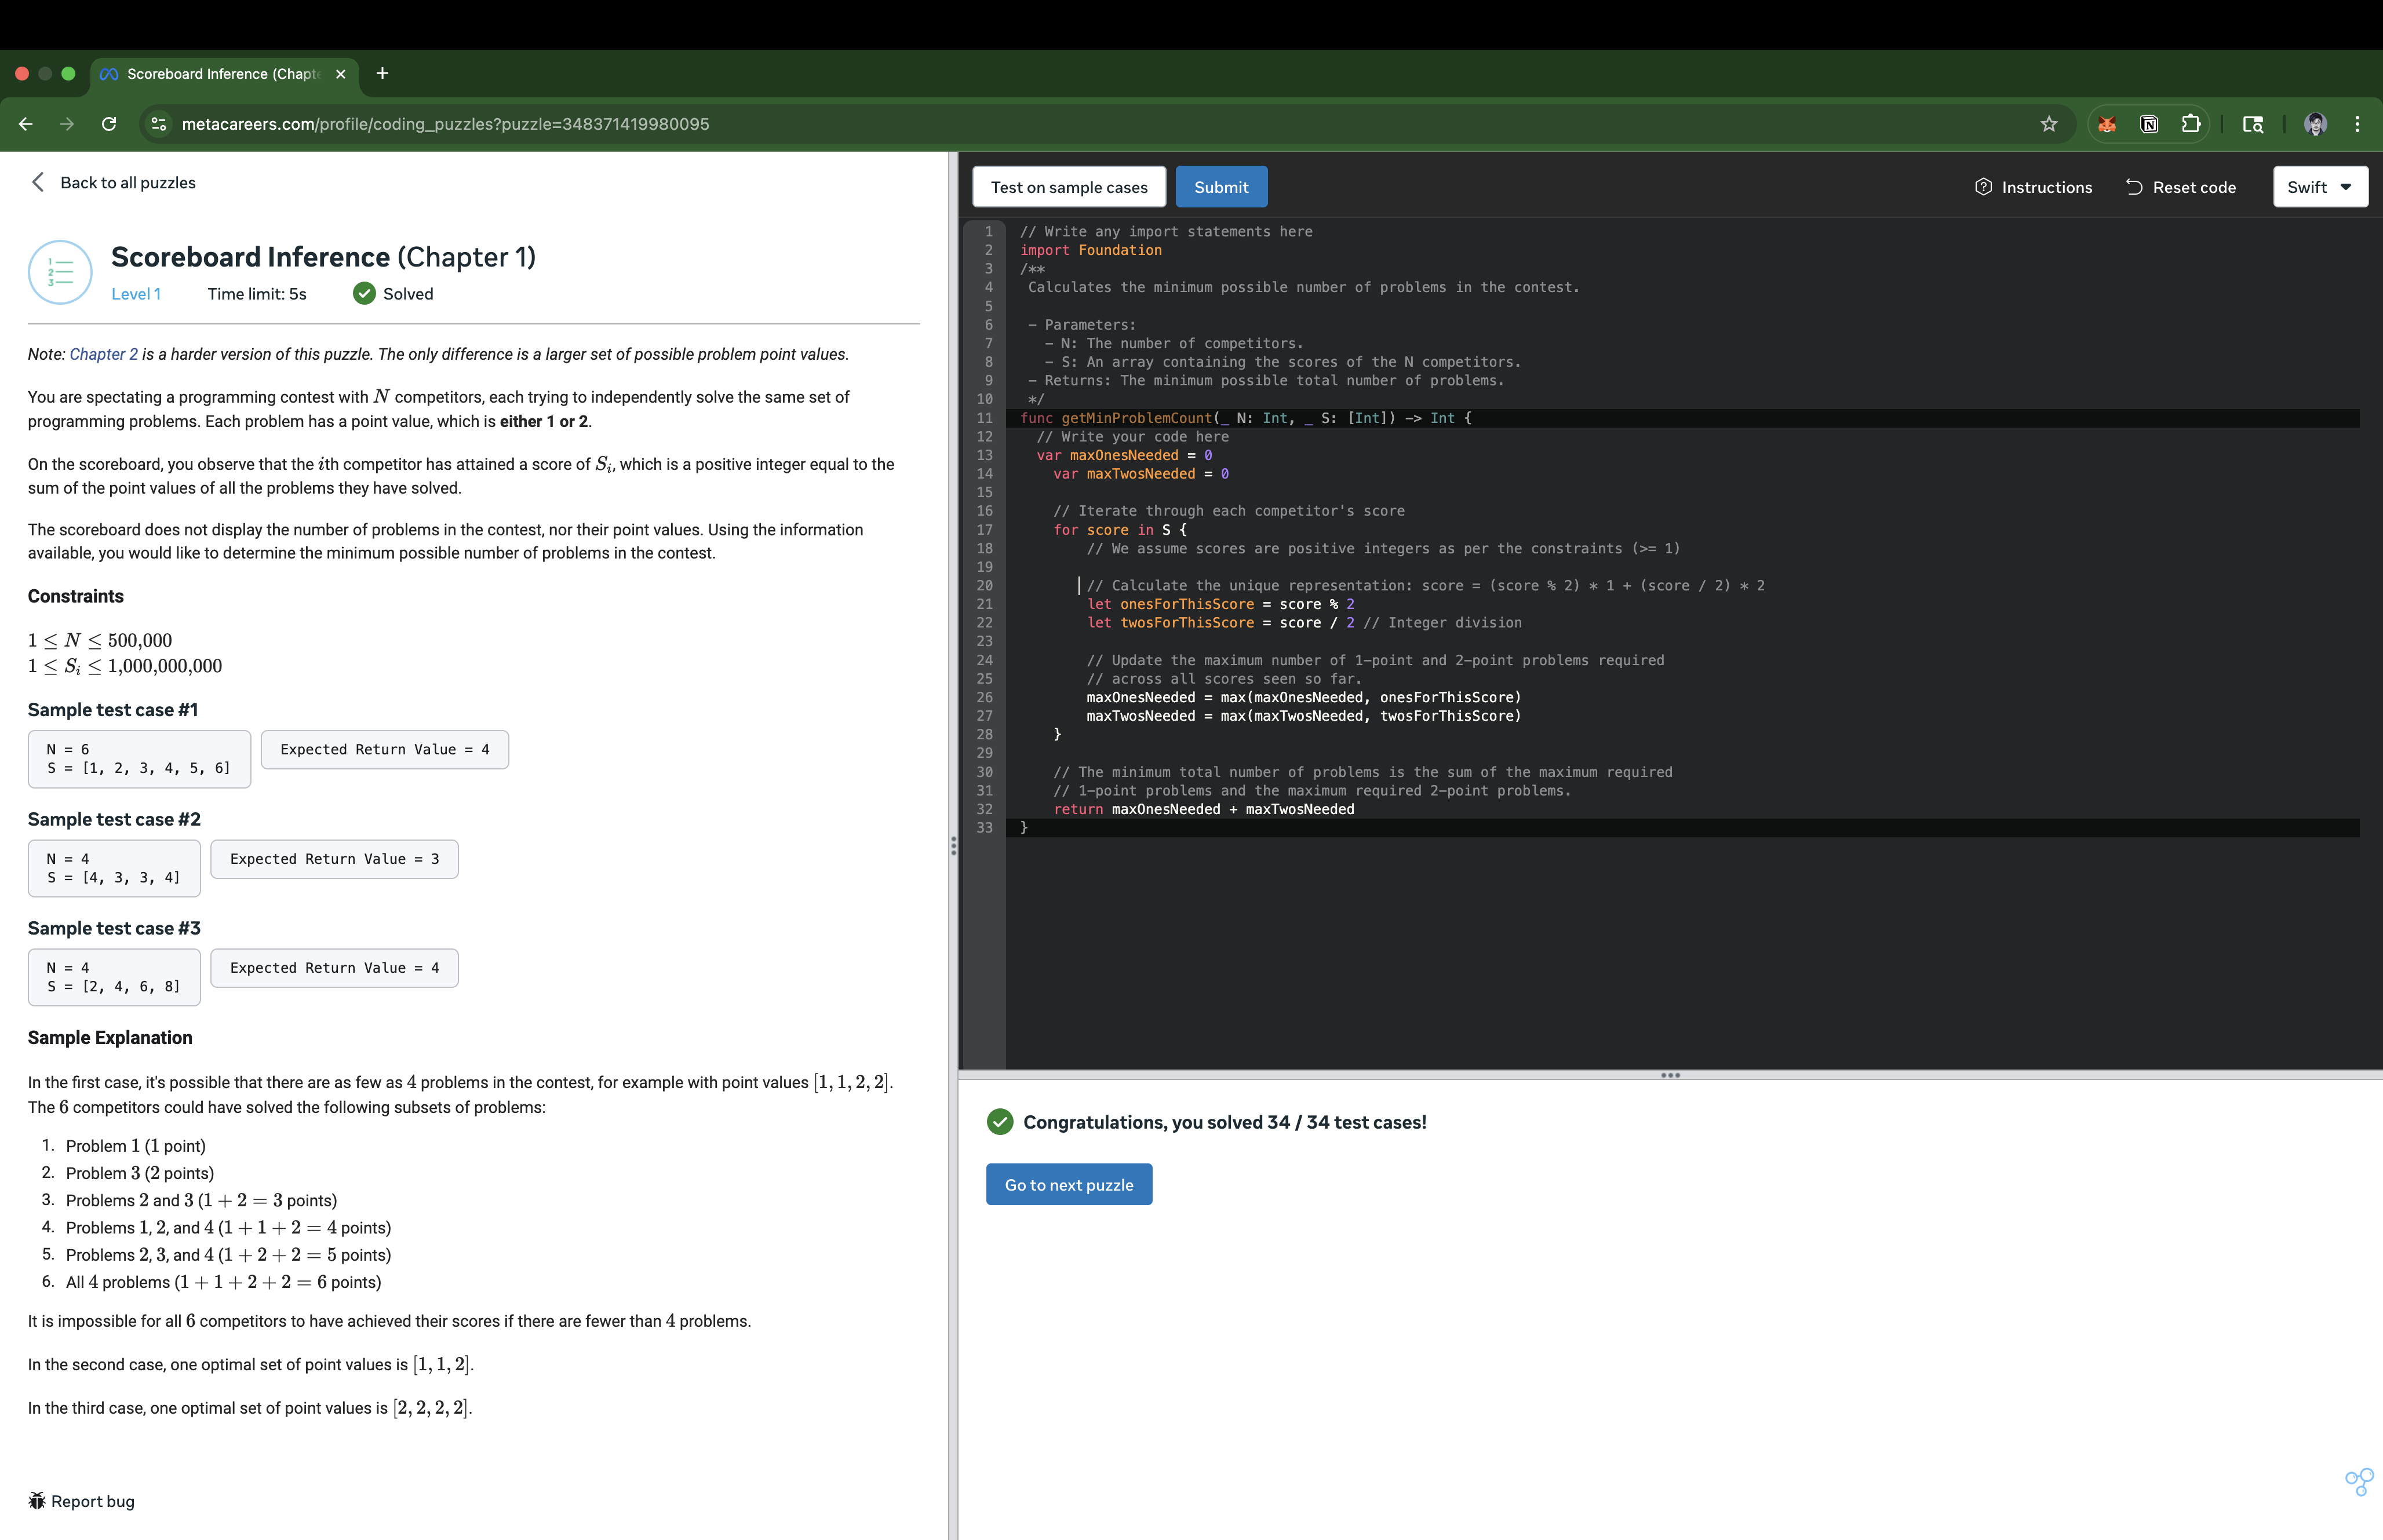 Scoreboard Inference (Chapt
metacareers.com/profile/coding_puzzles?puzzle=348371419980095
Back to all puzzles
Scoreboard Inference (Chapter 1)
Level 1 Time limit: 5s Solved
Note: Chapter 2 is a harder version of this puzzle. The only difference is a larger set of possible problem point values.
You are spectating a programming contest with N competitors, each trying to independently solve the same set of
programming problems. Each problem has a point value, which is either 1 or 2.
On the scoreboard, you observe that the ith competitor has attained a score of Si, which is a positive integer equal to the
sum of the point values of all the problems they have solved.
The scoreboard does not display the number of problems in the contest, nor their point values. Using the information
available, you would like to determine the minimum possible number of problems in the contest.
Constraints
1 ≤ N ≤ 500,000
1 ≤ Si ≤ 1,000,000,000
Sample test case #1
N = 6
S = [1, 2, 3, 4, 5, 6]
Expected Return Value = 4
Sample test case #2
N = 4
S = [4, 3, 3, 4]
Expected Return Value = 3
Sample test case #3
N = 4
S = [2, 4, 6, 8]
Expected Return Value = 4
Sample Explanation
In the first case, it's possible that there are as few as 4 problems in the contest, for example with point values [1, 1, 2, 2].
The 6 competitors could have solved the following subsets of problems:
1. Problem 1 (1 point)
2. Problem 3 (2 points)
3. Problems 2 and 3 (1 + 2 = 3 points)
4. Problems 1, 2, and 4 (1 + 1 + 2 = 4 points)
5. Problems 2, 3, and 4 (1 + 2 + 2 = 5 points)
6. All 4 problems (1 + 1 + 2 + 2 = 6 points)
It is impossible for all 6 competitors to have achieved their scores if there are fewer than 4 problems.
In the second case, one optimal set of point values is [1, 1, 2].
In the third case, one optimal set of point values is [2, 2, 2, 2].
Report bug
Test on sample cases Submit Instructions Reset code Swift
1 // Write any import statements here
2 import Foundation
3 /**
4 Calculates the minimum possible number of problems in the contest.
5
6 - Parameters:
7 - N: The number of competitors.
8 - S: An array containing the scores of the N competitors.
9 - Returns: The minimum possible total number of problems.
10 */
11 func getMinProblemCount(_ N: Int, _ S: [Int]) -> Int {
12 // Write your code here
13 var maxOnesNeeded = 0
14 var maxTwosNeeded = 0
15
16 // Iterate through each competitor's score
17 for score in S {
18 // We assume scores are positive integers as per the constraints (>= 1)
19
20 // Calculate the unique representation: score = (score % 2) * 1 + (score / 2) * 2
21 let onesForThisScore = score % 2
22 let twosForThisScore = score / 2 // Integer division
23
24 // Update the maximum number of 1-point and 2-point problems required
25 // across all scores seen so far.
26 maxOnesNeeded = max(maxOnesNeeded, onesForThisScore)
27 maxTwosNeeded = max(maxTwosNeeded, twosForThisScore)
28 }
29
30 // The minimum total number of problems is the sum of the maximum required
31 // 1-point problems and the maximum required 2-point problems.
32 return maxOnesNeeded + maxTwosNeeded
33 }
Congratulations, you solved 34 / 34 test cases!
Go to next puzzle